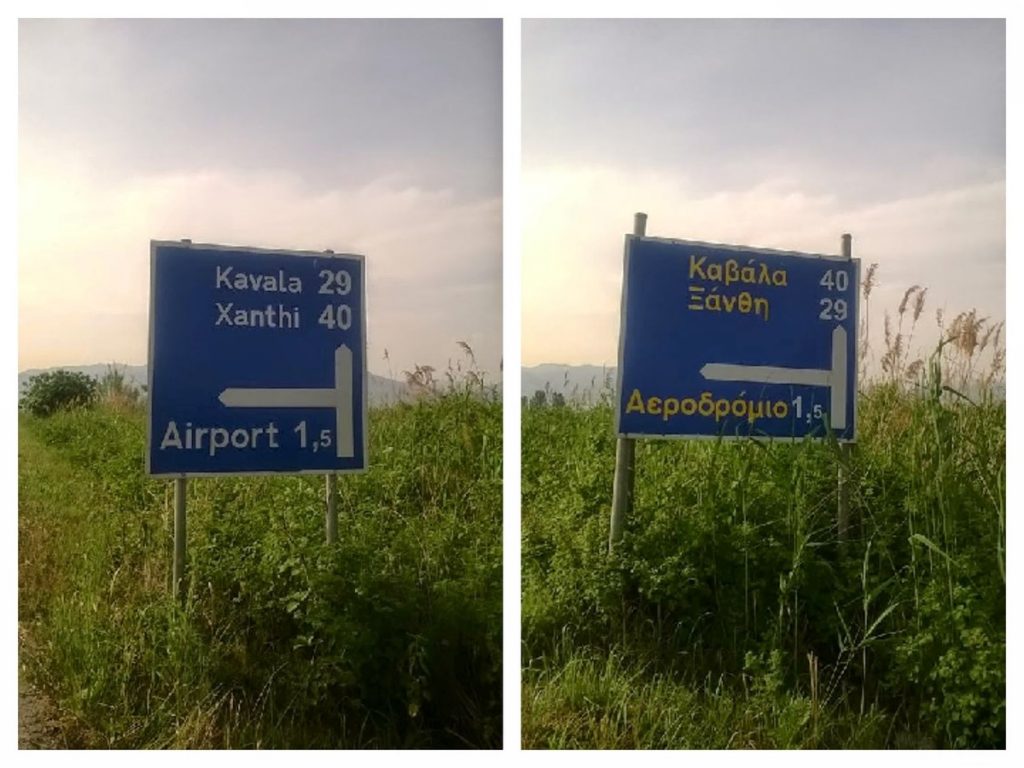 Kavala 29
Xanthi 40
Airport 1,5
Καβάλα 40
Ξάνθη 29
Αεροδρόμιο 1,5